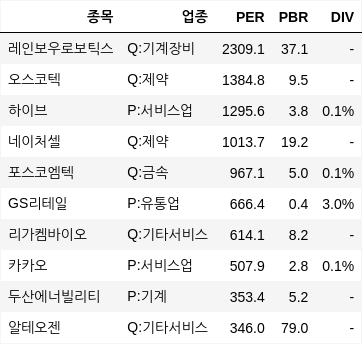 종목 업종 PER PBR DIV
레인보우로보틱스 Q:기계장비 2309.1 37.1 -
오스코텍 Q:제약 1384.8 9.5 -
하이브 P:서비스업 1295.6 3.8 0.1%
네이처셀 Q:제약 1013.7 19.2 -
포스코엠텍 Q:금속 967.1 5.0 0.1%
GS리테일 P:유통업 666.4 0.4 3.0%
리가켐바이오 Q:기타서비스 614.1 8.2 -
카카오 P:서비스업 507.9 2.8 0.1%
두산에너빌리티 P:기계 353.4 5.2 -
알테오젠 Q:기타서비스 346.0 79.0 -